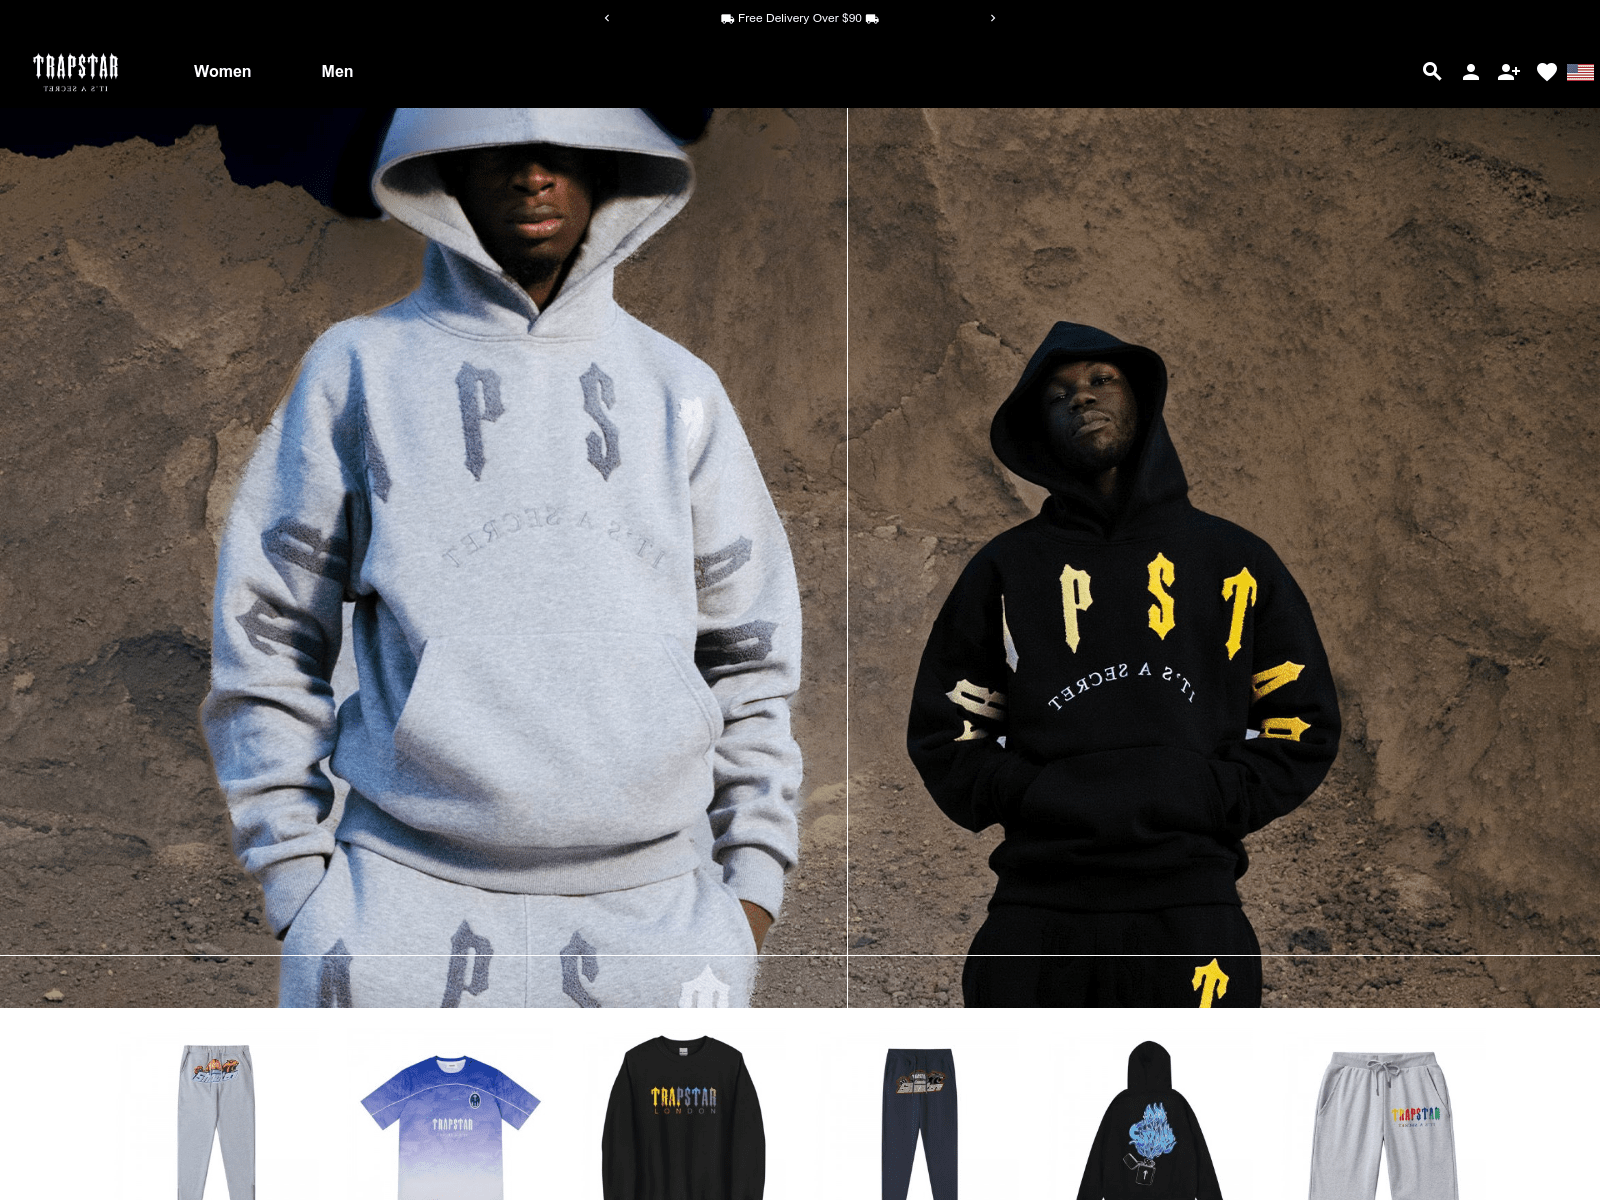 Free Delivery Over $90
TRAPSTAR
IT'S A SECRET
Women
Men
P S
IT'S A SECRET
P S T
IT'S A SECRET
P S
T
TRAPSTAR
TRAPSTAR
LONDON
TRAPSTAR